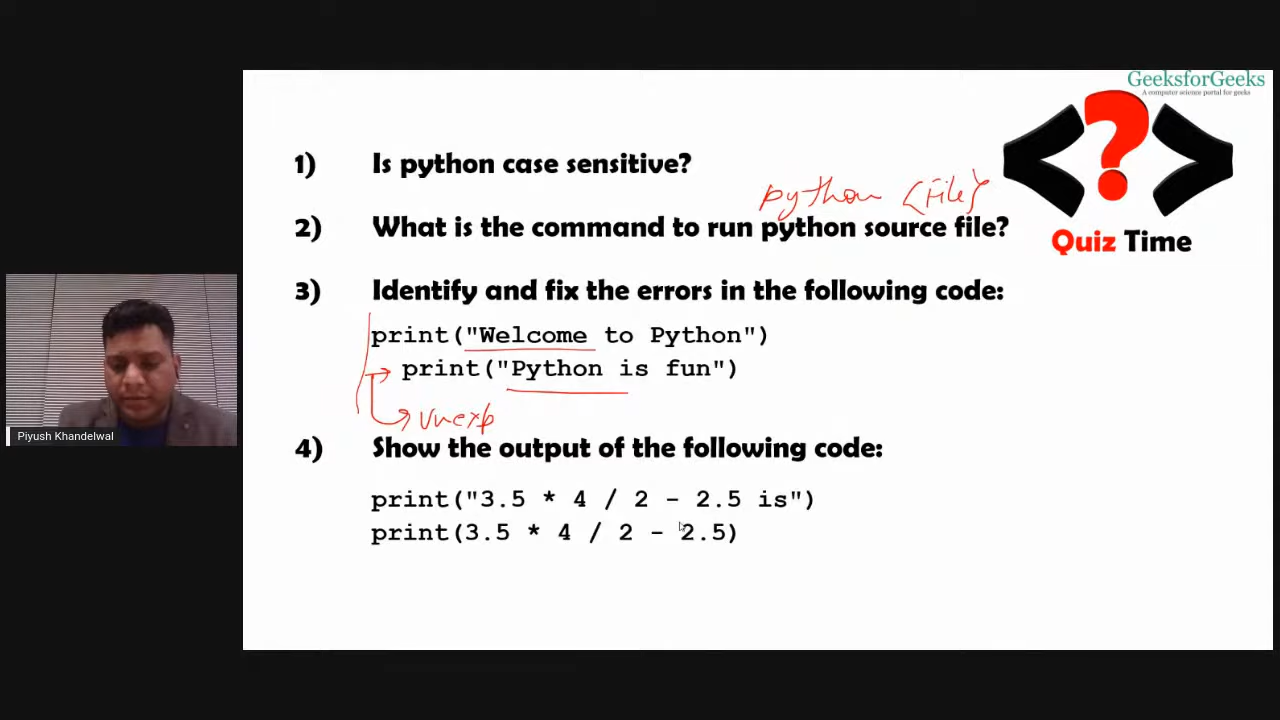 GeeksforGeeks
A computer science portal for geeks
?
Quiz Time
1) Is python case sensitive?
python {File}
2) What is the command to run python source file?
3) Identify and fix the errors in the following code:
print("Welcome to Python")
print("Python is fun")
unexp
4) Show the output of the following code:
print("3.5 * 4 / 2 - 2.5 is")
print(3.5 * 4 / 2 - 2.5)
Piyush Khandelwal